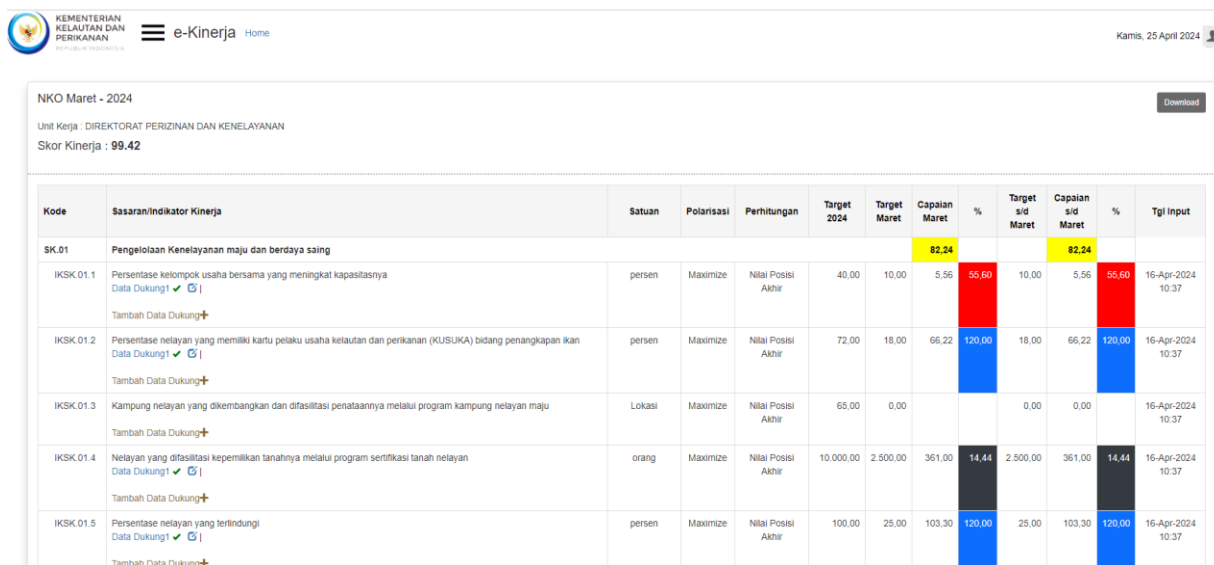 KEMENTERIAN
KELAUTAN DAN
PERIKANAN
REPUBLIK INDONESIA
e-Kinerja Home
Kamis, 25 April 2024
NKO Maret - 2024
Download
Unit Kerja : DIREKTORAT PERIZINAN DAN KENELAYANAN
Skor Kinerja : 99.42
Kode Sasaran/Indikator Kinerja Satuan Polarisasi Perhitungan Target 2024 Target Maret Capaian Maret % Target s/d Maret Capaian s/d Maret % Tgl Input
SK.01 Pengelolaan Kenelayanan maju dan berdaya saing 82,24 82,24
IKSK.01.1 Persentase kelompok usaha bersama yang meningkat kapasitasnya persen Maximize Nilai Posisi Akhir 40,00 10,00 5,56 55,60 10,00 5,56 55,60 16-Apr-2024 10:37
Data Dukung1 ✔ |
Tambah Data Dukung+
IKSK.01.2 Persentase nelayan yang memiliki kartu pelaku usaha kelautan dan perikanan (KUSUKA) bidang penangkapan ikan persen Maximize Nilai Posisi Akhir 72,00 18,00 66,22 120,00 18,00 66,22 120,00 16-Apr-2024 10:37
Data Dukung1 ✔ |
Tambah Data Dukung+
IKSK.01.3 Kampung nelayan yang dikembangkan dan difasilitasi penataannya melalui program kampung nelayan maju Lokasi Maximize Nilai Posisi Akhir 65,00 0,00 0,00 0,00 16-Apr-2024 10:37
Tambah Data Dukung+
IKSK.01.4 Nelayan yang difasilitasi kepemilikan tanahnya melalui program sertifikasi tanah nelayan orang Maximize Nilai Posisi Akhir 10.000,00 2.500,00 361,00 14,44 2.500,00 361,00 14,44 16-Apr-2024 10:37
Data Dukung1 ✔ |
Tambah Data Dukung+
IKSK.01.5 Persentase nelayan yang terlindungi persen Maximize Nilai Posisi Akhir 100,00 25,00 103,30 120,00 25,00 103,30 120,00 16-Apr-2024 10:37
Data Dukung1 ✔ |
Tambah Data Dukung+